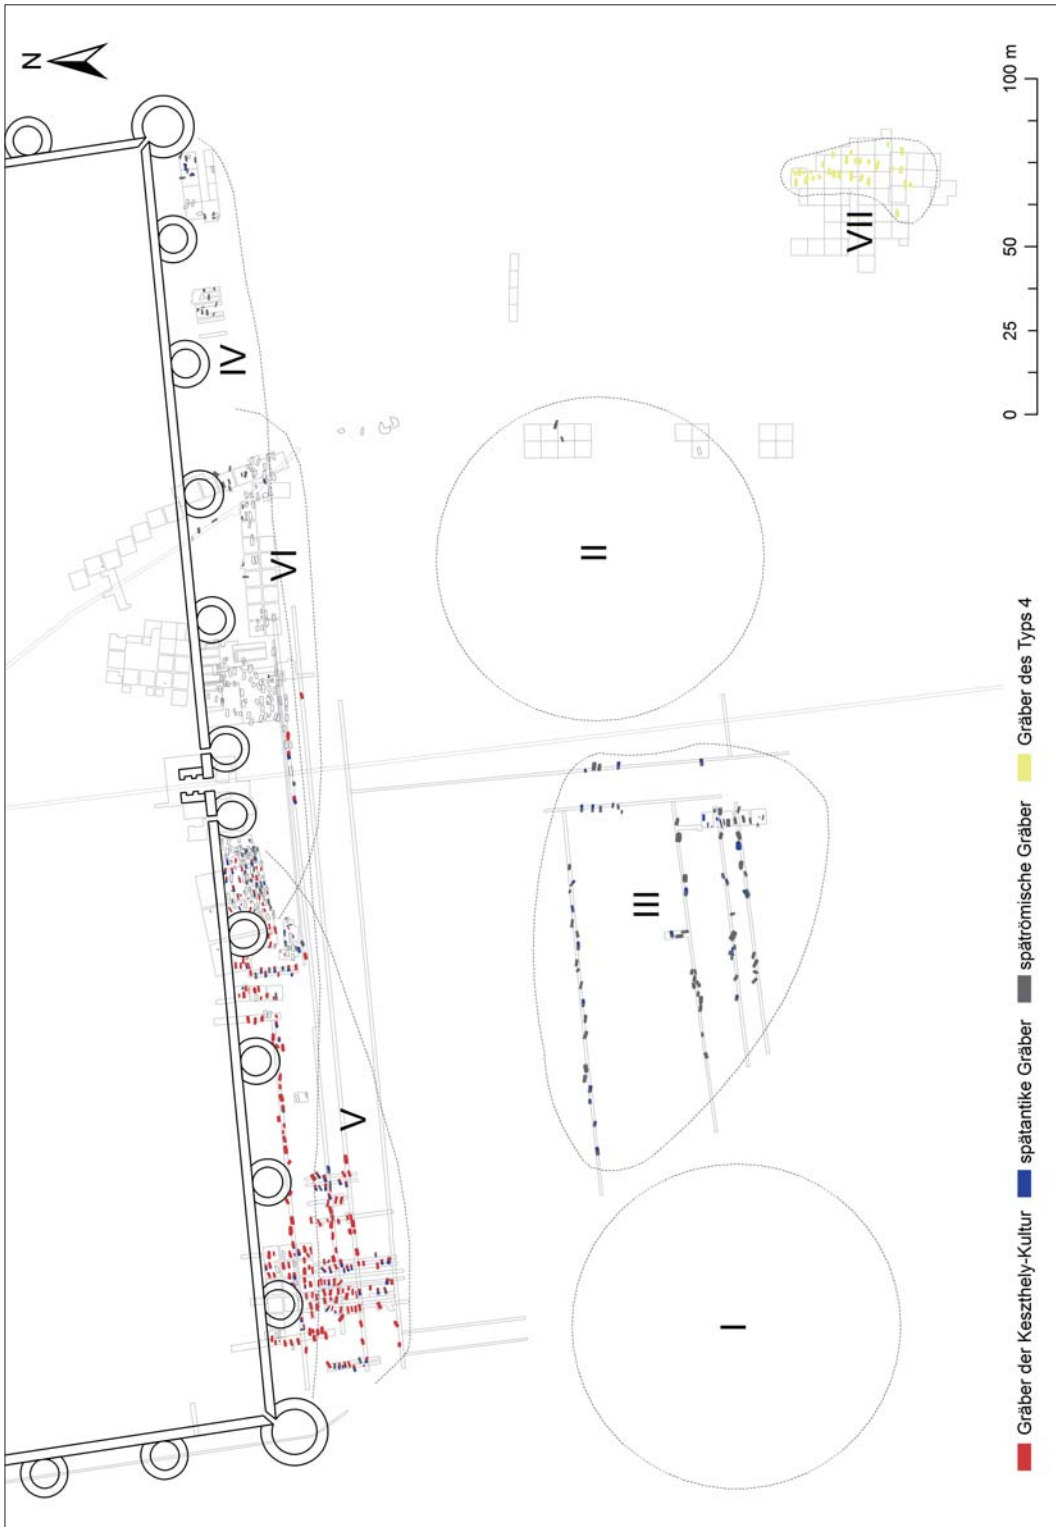 N
IV
VI
V
II
III
I
VII
0 25 50 100 m
Gräber der Keszthely-Kultur
spätantike Gräber
spätrömische Gräber
Gräber des Typs 4